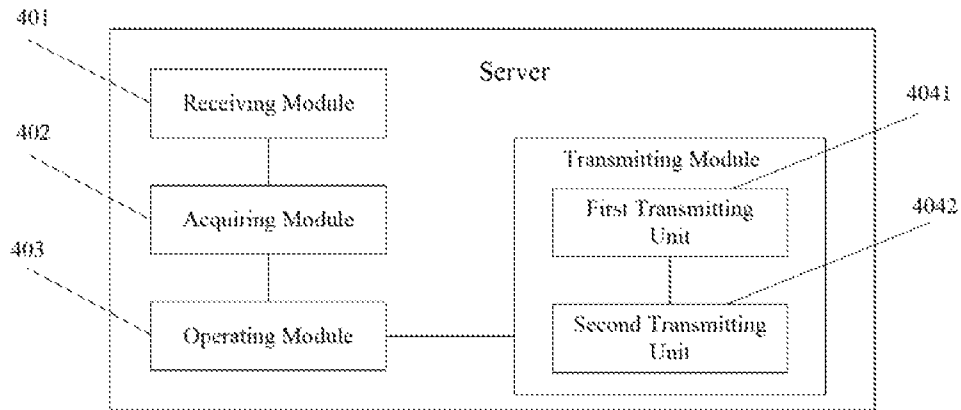 401
Server
Receiving Module
4041
402
Transmitting Module
Acquiring Module
First Transmitting
Unit
4042
403
Operating Module
Second Transmitting
Unit